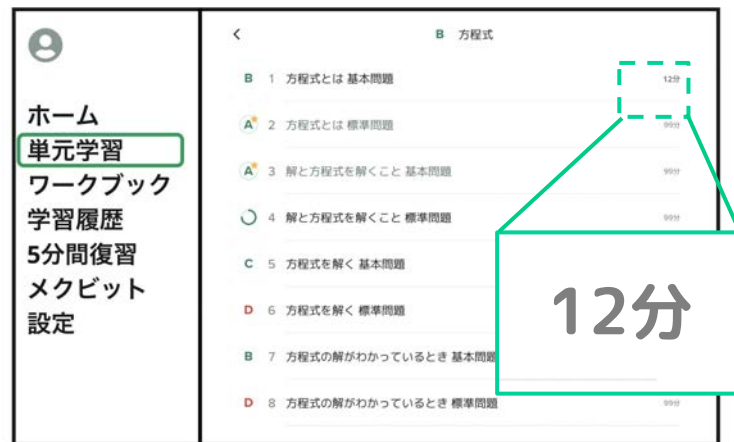 ホーム
単元学習
ワークブック
学習履歴
5分間復習
メクビット
設定
B 方程式
B 1 方程式とは 基本問題 12分
A 2 方程式とは 標準問題 99分
A 3 解と方程式を解くこと 基本問題 99分
4 解と方程式を解くこと 標準問題 99分
C 5 方程式を解く 基本問題
D 6 方程式を解く 標準問題
12分
B 7 方程式の解がわかっているとき 基本問題
D 8 方程式の解がわかっているとき 標準問題 99分